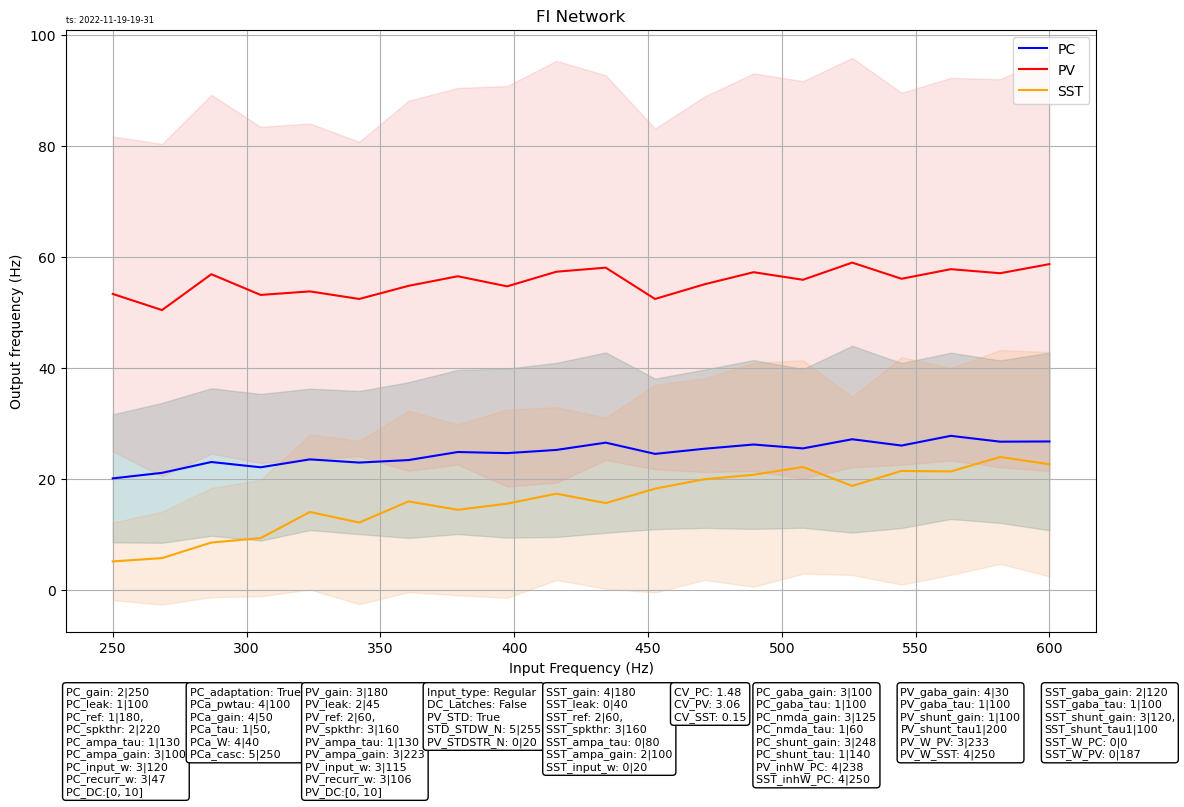 ts: 2022-11-19-19-31
FI Network
100
80
60
40
20
0
Output frequency (Hz)
PC
PV
SST
250 300 350 400 450 500 550 600
Input Frequency (Hz)
PC_gain: 2|250
PC_leak: 1|100
PC_ref: 1|180,
PC_spkthr: 2|220
PC_ampa_tau: 1|130
PC_ampa_gain: 3|100
PC_input_w: 3|120
PC_recurr_w: 3|47
PC_DC:[0, 10]
PC_adaptation: True
PCa_pwtau: 4|100
PCa_gain: 4|50
PCa_tau: 1|50,
PCa_W: 4|40
PCa_casc: 5|250
PV_gain: 3|180
PV_leak: 2|45
PV_ref: 2|60,
PV_spkthr: 3|160
PV_ampa_tau: 1|130
PV_ampa_gain: 3|223
PV_input_w: 3|115
PV_recurr_w: 3|106
PV_DC:[0, 10]
Input_type: Regular
DC_Latches: False
PV_STD: True
STD_STDW_N: 5|255
PV_STDSTR_N: 0|20
SST_gain: 4|180
SST_leak: 0|40
SST_ref: 2|60,
SST_spkthr: 3|160
SST_ampa_tau: 0|80
SST_ampa_gain: 2|100
SST_input_w: 0|20
CV_PC: 1.48
CV_PV: 3.06
CV_SST: 0.15
PC_gaba_gain: 3|100
PC_gaba_tau: 1|100
PC_nmda_gain: 3|125
PC_nmda_tau: 1|60
PC_shunt_gain: 3|248
PC_shunt_tau: 1|140
PV_inhW_PC: 4|238
SST_inhW_PC: 4|250
PV_gaba_gain: 4|30
PV_gaba_tau: 1|100
PV_shunt_gain: 1|100
PV_shunt_tau1|200
PV_W_PV: 3|233
PV_W_SST: 4|250
SST_gaba_gain: 2|120
SST_gaba_tau: 1|100
SST_shunt_gain: 3|120,
SST_shunt_tau1|100
SST_W_PC: 0|0
SST_W_PV: 0|187